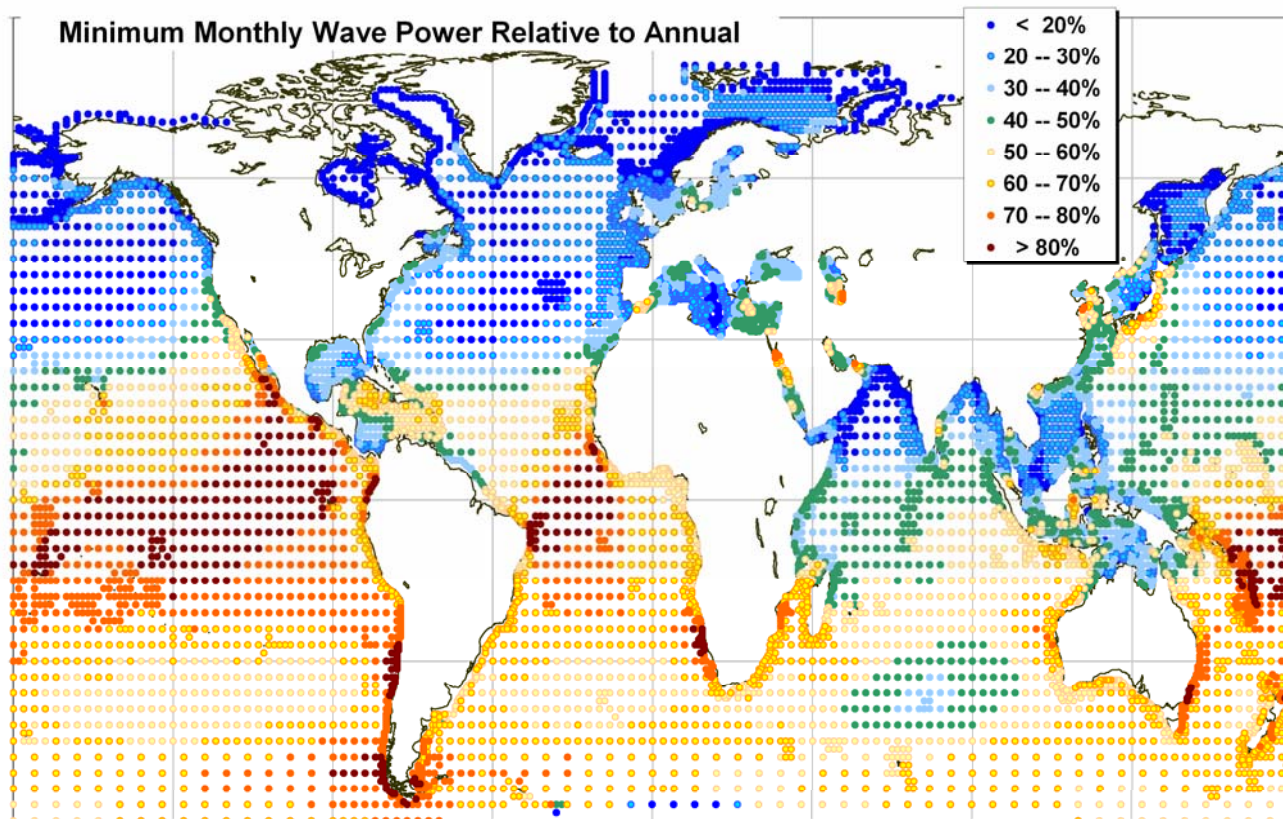 Minimum Monthly Wave Power Relative to Annual
< 20%
20 -- 30%
30 -- 40%
40 -- 50%
50 -- 60%
60 -- 70%
70 -- 80%
> 80%